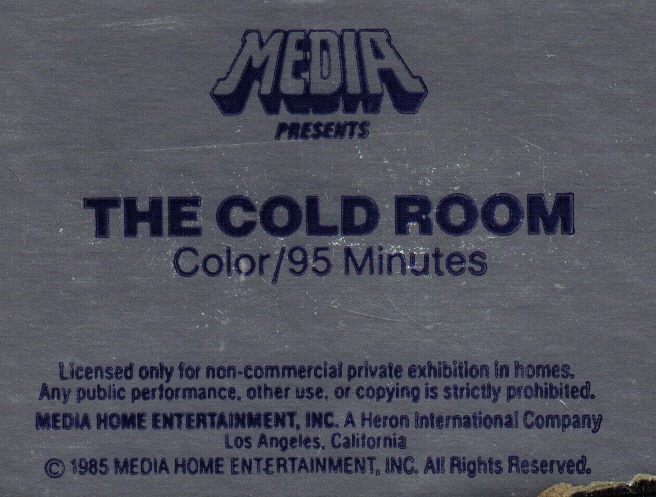 MEDIA
PRESENTS
THE COLD ROOM
Color/95 Minutes
Licensed only for non-commercial private exhibition in homes.
Any public performance, other use, or copying is strictly prohibited.
MEDIA HOME ENTERTAINMENT, INC. A Heron International Company
Los Angeles, California
© 1985 MEDIA HOME ENTERTAINMENT, INC. All Rights Reserved.